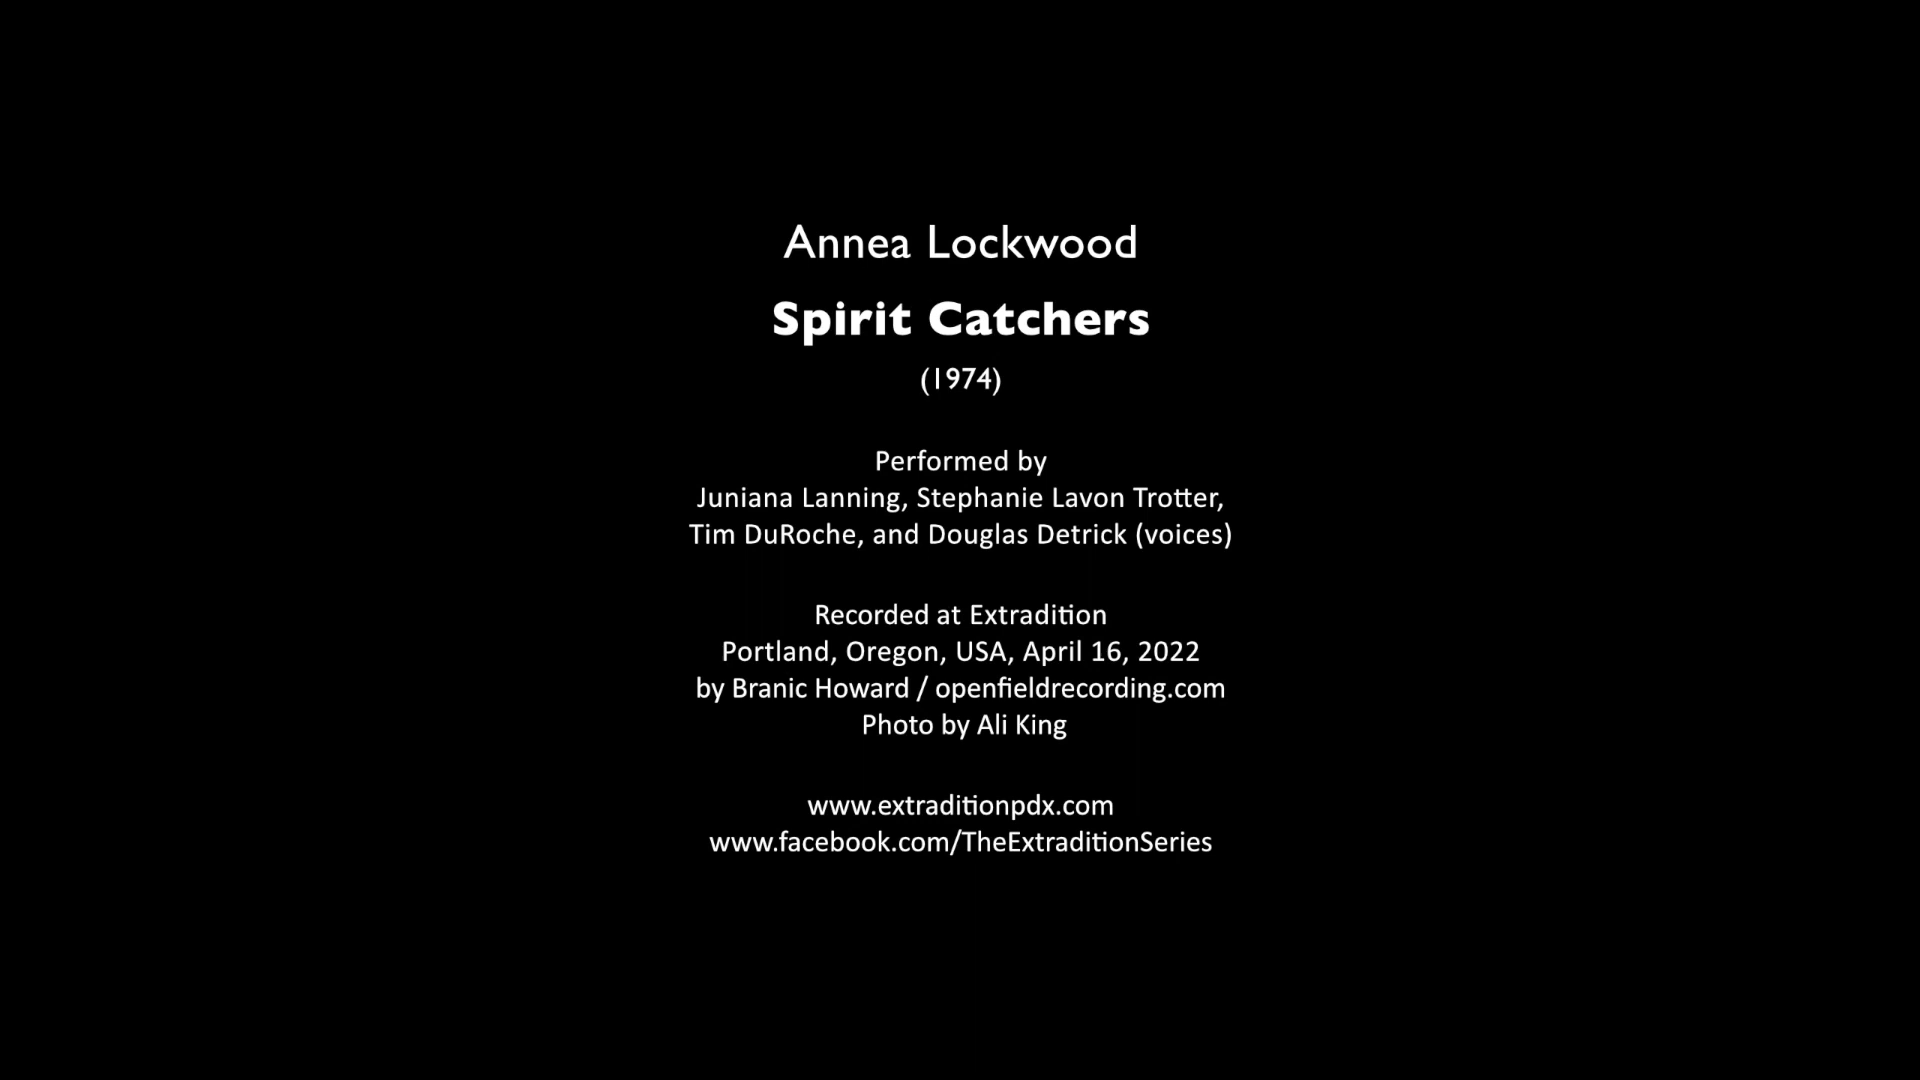 Annea Lockwood
Spirit Catchers
(1974)
Performed by
Juniana Lanning, Stephanie Lavon Trotter,
Tim DuRoche, and Douglas Detrick (voices)
Recorded at Extradition
Portland, Oregon, USA, April 16, 2022
by Branic Howard / openfieldrecording.com
Photo by Ali King
www.extraditionpdx.com
www.facebook.com/TheExtraditionSeries